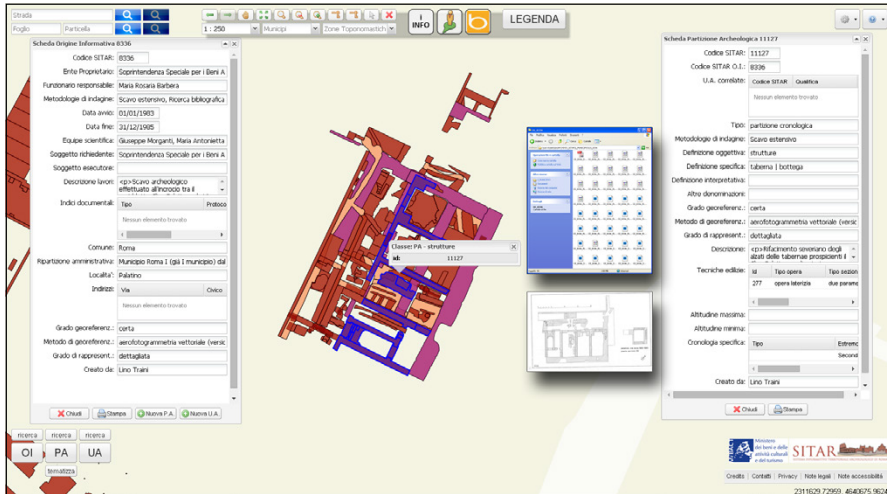 Strada
Foglio
Particella
1 : 250
Municipi
Zone Toponomastich
i
INFO
LEGENDA
Scheda Origine Informativa 8336
Codice SITAR: 8336
Ente Proprietario: Soprintendenza Speciale per i Beni A
Funzionario responsabile: Maria Rosaria Barbera
Metodologie di indagine: Scavo estensivo, Ricerca bibliografica
Data avvio: 01/01/1983
Data fine: 31/12/1985
Equipe scientifica: Giuseppe Morganti, Maria Antonietta
Soggetto richiedente: Soprintendenza Speciale per i Beni A
Soggetto esecutore:
Descrizione lavori: <p>Scavo archeologico
effettuato all'incrocio tra il
Indici documentali: Tipo Protoco
Nessun elemento trovato
Comune: Roma
Ripartizione amministrativa: Municipio Roma I (già I municipio) dal
Localita': Palatino
Indirizzi: Via Civico
Nessun elemento trovato
Grado georeferenz.: certa
Metodo di georeferenz.: aerofotogrammetria vettoriale (versic
Grado di rappresent.: dettagliata
Creato da: Lino Traini
Chiudi Stampa Nuova P.A. Nuova U.A.
Classe: PA - strutture
id: 11127
Scheda Partizione Archeologica 11127
Codice SITAR: 11127
Codice SITAR O.I.: 8336
U.A. correlate: Codice SITAR Qualifica
Nessun elemento trovato
Tipo: partizione cronologica
Metodologie di indagine: Scavo estensivo
Definizione oggettiva: strutture
Definizione specifica: taberna | bottega
Definizione interpretativa:
Altre denominazioni:
Grado georeferenz.: certa
Metodo di georeferenz.: aerofotogrammetria vettoriale (versic
Grado di rappresent.: dettagliata
Descrizione: <p>Rifacimento severiano degli
alzati delle tabernae prospicienti il
Tecniche edilizie: Id Tipo opera Tipo sezion
277 opera laterizia due parame
Altitudine massima:
Altitudine minima:
Cronologia specifica: Tipo Estremo
Second
Creato da: Lino Traini
Chiudi Stampa
ricerca ricerca ricerca
OI PA UA
tematizza
MiBACT
Ministero
dei beni e delle
attività culturali
e del turismo
SITAR
Credits | Contatti | Privacy | Note legali | Note accessibilità
2311629.72959, 4640675.9624